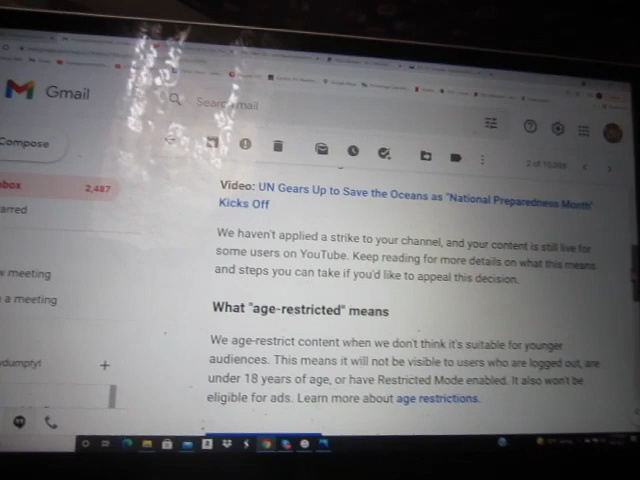 Gmail
Search mail
Compose
2 of 10,
box
2,487
arred
Video: UN Gears Up to Save the Oceans as "National Preparedness Month"
Kicks Off
We haven't applied a strike to your channel, and your content is still live for
some users on YouTube. Keep reading for more details on what this means
and steps you can take if you'd like to appeal this decision.
w meeting
a meeting
What "age-restricted" means
We age-restrict content when we don't think it's suitable for younger
audiences. This means it will not be visible to users who are logged out, are
under 18 years of age, or have Restricted Mode enabled. It also won't be
eligible for ads. Learn more about age restrictions.
dumptyt